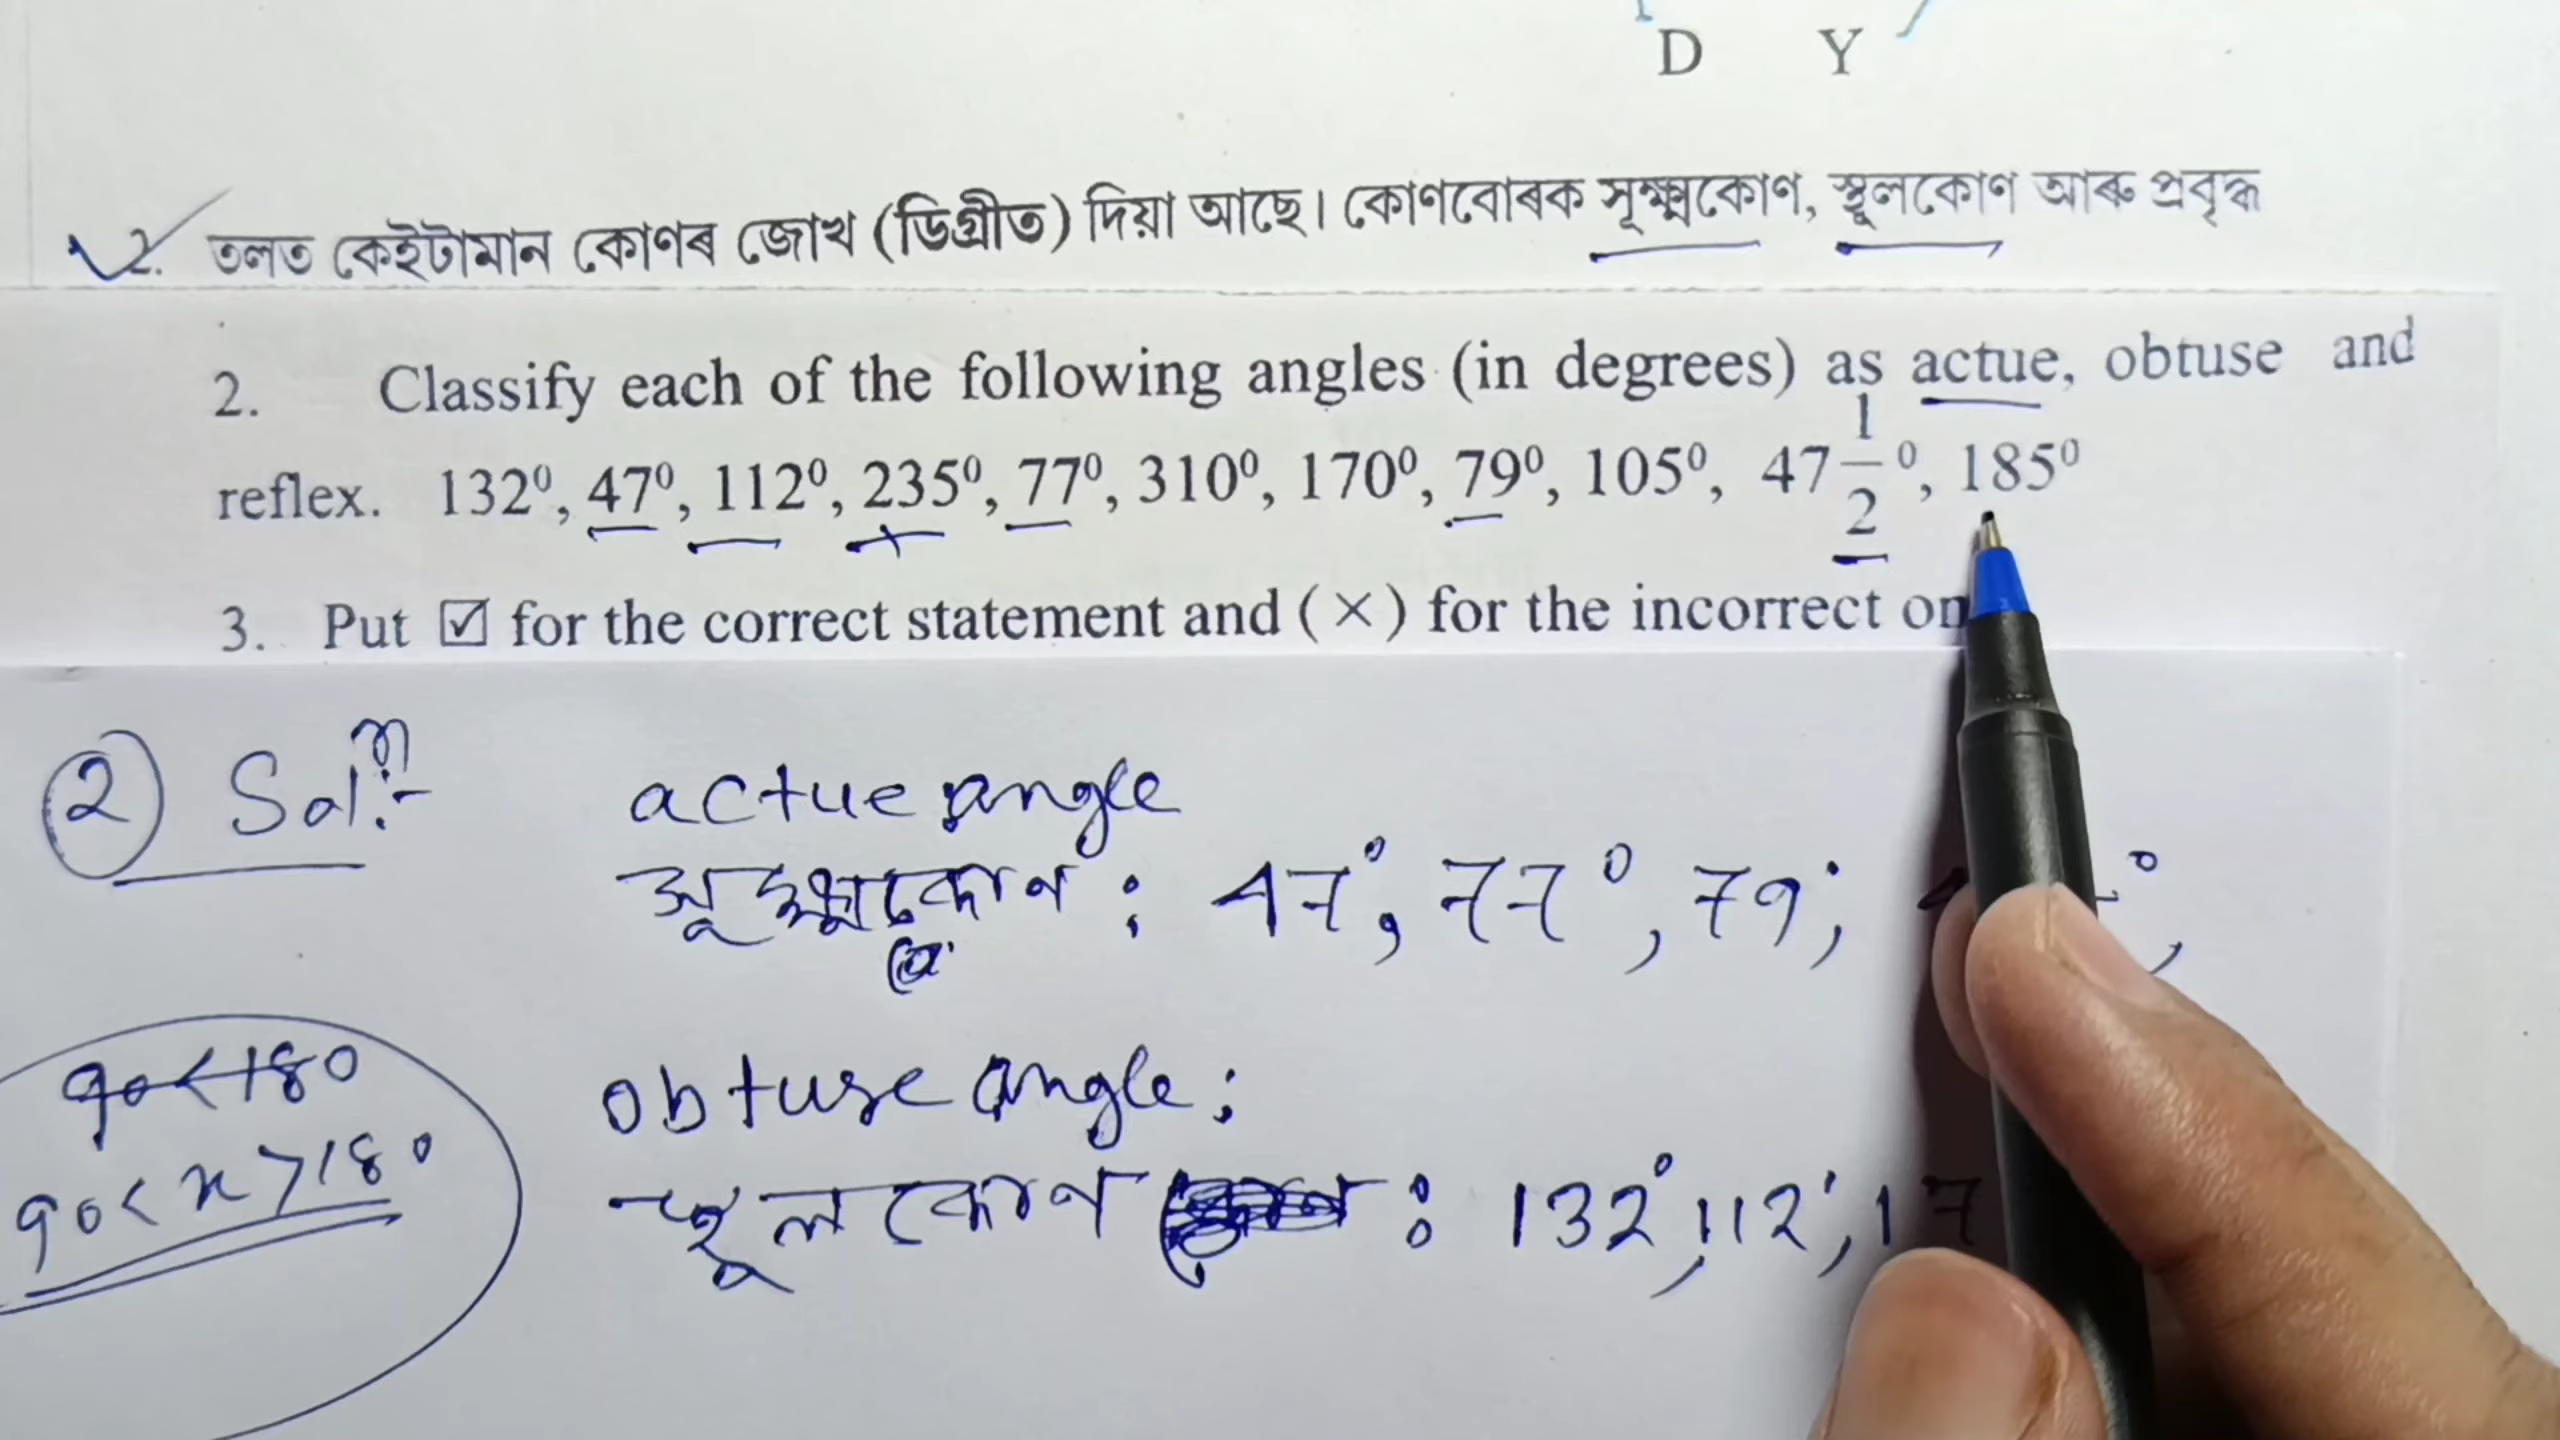 D Y
2. তলত কেইটামান কোণৰ জোখ (ডিগ্ৰীত) দিয়া আছে। কোণবোৰক সূক্ষ্মকোণ, স্থূলকোণ আৰু প্ৰবৃদ্ধ
2. Classify each of the following angles (in degrees) as actue, obtuse and
reflex. 132⁰, 47⁰, 112⁰, 235⁰, 77⁰, 310⁰, 170⁰, 79⁰, 105⁰, 47 1/2 ⁰, 185⁰
3. Put ☑ for the correct statement and (×) for the incorrect on
2 Solⁿ:-
actue angle
সূক্ষ্মকোণ : 47°, 77°, 79°,
90<180
obtuse angle:
90<x>180
স্থূলকোণ : 132°, 112°, 17